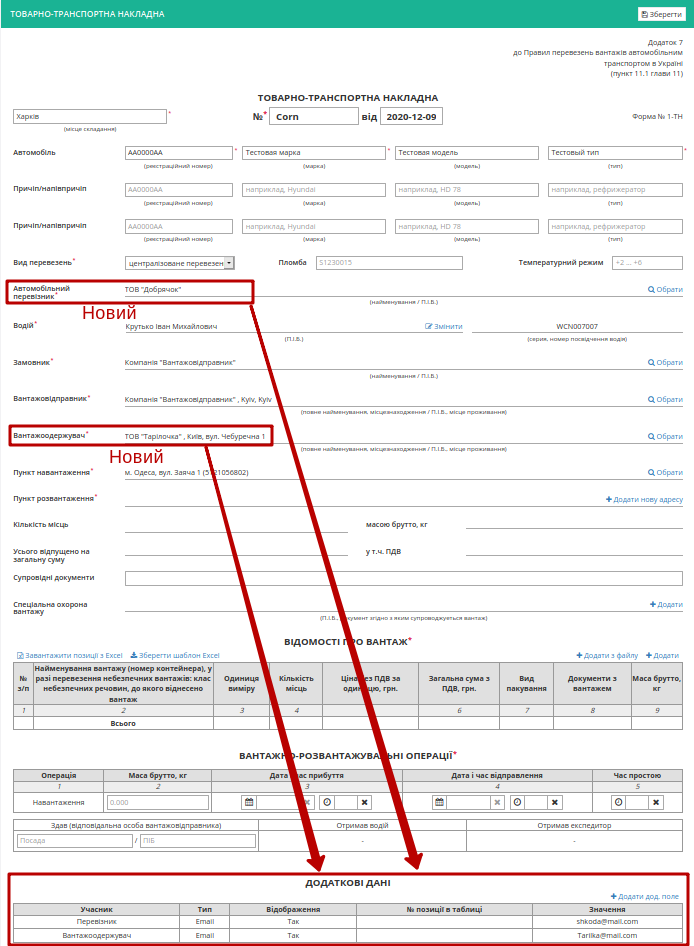 ТОВАРНО-ТРАНСПОРТНА НАКЛАДНА
Зберегти
Додаток 7
до Правил перевезень вантажів автомобільним
транспортом в Україні
(пункт 11.1 глави 11)
ТОВАРНО-ТРАНСПОРТНА НАКЛАДНА
Харків * № * Corn від 2020-12-09 Форма № 1-ТН
(місце складання)
Автомобіль AA0000AA * Тестовая марка * Тестовая модель Тестовый тип *
(реєстраційний номер) (марка) (модель) (тип)
Причіп/напівпричіп AA0000AA наприклад, Hyundai наприклад, HD 78 наприклад, рефрижератор
(реєстраційний номер) (марка) (модель) (тип)
Причіп/напівпричіп AA0000AA наприклад, Hyundai наприклад, HD 78 наприклад, рефрижератор
(реєстраційний номер) (марка) (модель) (тип)
Вид перевезень* централізоване перевезен Пломба S1230015 Температурний режим +2 ... +6
Автомобільний перевізник* ТОВ "Добрячок" Обрати
(найменування / П.І.Б.)
Новий
Водій* Крутько Іван Михайлович Змінити WCN007007
(П.І.Б.) (серия, номер посвідчення водія)
Замовник* Компанія "Вантажовідправник" Обрати
(найменування / П.І.Б.)
Вантажовідправник* Компанія "Вантажовідправник" , Kyiv, Kyiv Обрати
(повне найменування, місцезнаходження / П.І.Б., місце проживання)
Вантажоодержувач* ТОВ "Тарілочка" , Київ, вул. Чебуречна 1 Обрати
(повне найменування, місцезнаходження / П.І.Б., місце проживання)
Новий
Пункт навантаження* м. Одеса, вул. Заяча 1 Обрати
Пункт розвантаження* Додати нову адресу
Кількість місць масою брутто, кг
Усього відпущено на загальну суму у т.ч. ПДВ
Супровідні документи
Спеціальна охорона вантажу Додати
(П.І.Б., документ згідно з яким супроводжується вантаж)
ВІДОМОСТІ ПРО ВАНТАЖ*
Завантажити позиції з Excel Зберегти шаблон Excel Додати з файлу Додати
№ з/п Найменування вантажу (номер контейнера), у разі перевезення небезпечних вантажів: клас небезпечних речовин, до якого віднесено вантаж Одиниця виміру Кількість місць Ціна без ПДВ за одиницю, грн. Загальна сума з ПДВ, грн. Вид пакування Документи з вантажем Маса брутто, кг
1 2 3 4 6 7 8 9
Всього
ВАНТАЖНО-РОЗВАНТАЖУВАЛЬНІ ОПЕРАЦІЇ*
Операція Маса брутто, кг Дата і час прибуття Дата і час відправлення Час простою
1 2 3 4 5
Навантаження 0.000
Здав (відповідальна особа вантажовідправника) Отримав водій Отримав експедитор
Посада / ПІБ - -
ДОДАТКОВІ ДАНІ
Додати дод. поле
Учасник Тип Відображення № позиції в таблиці Значення
Перевізник Email Так shkoda@mail.com
Вантажоодержувач Email Так Tarilka@mail.com